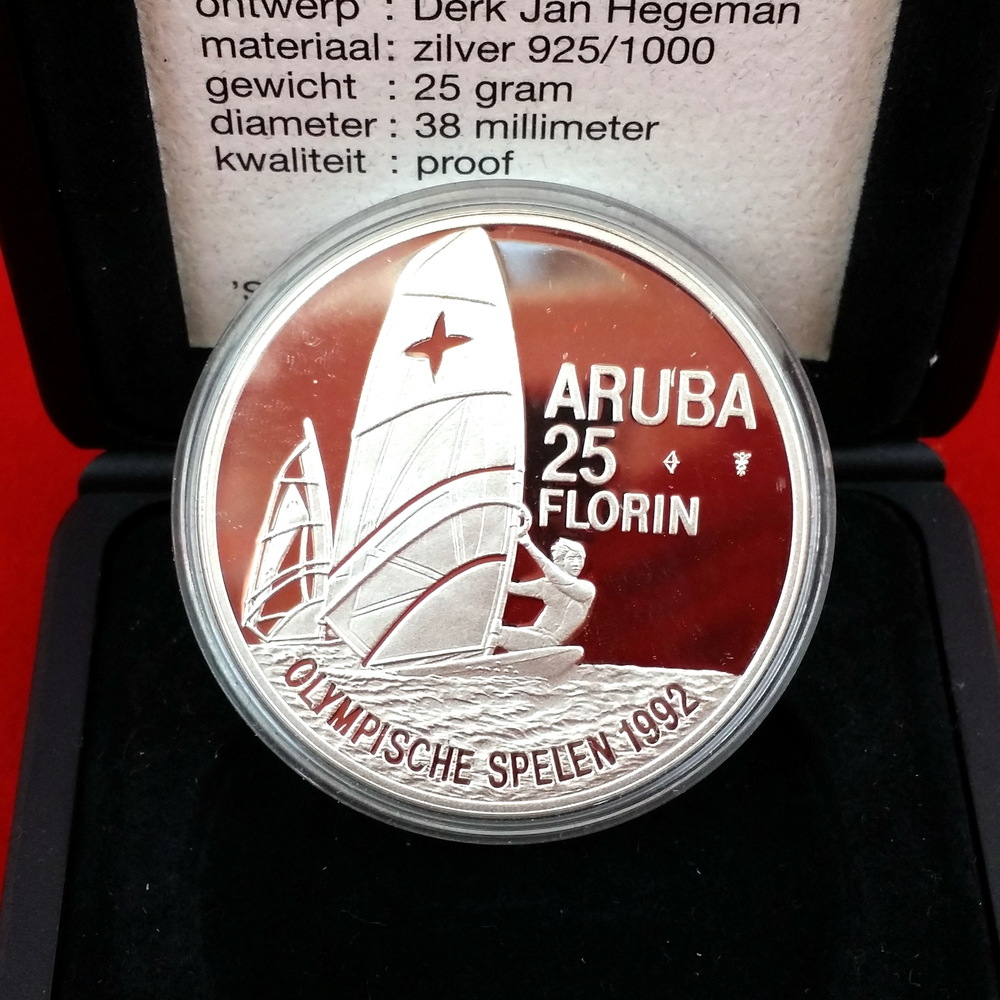 ontwerp : Derk Jan Hegeman
materiaal : zilver 925/1000
gewicht : 25 gram
diameter : 38 millimeter
kwaliteit : proof
ARUBA
25
FLORIN
OLYMPISCHE SPELEN 1992